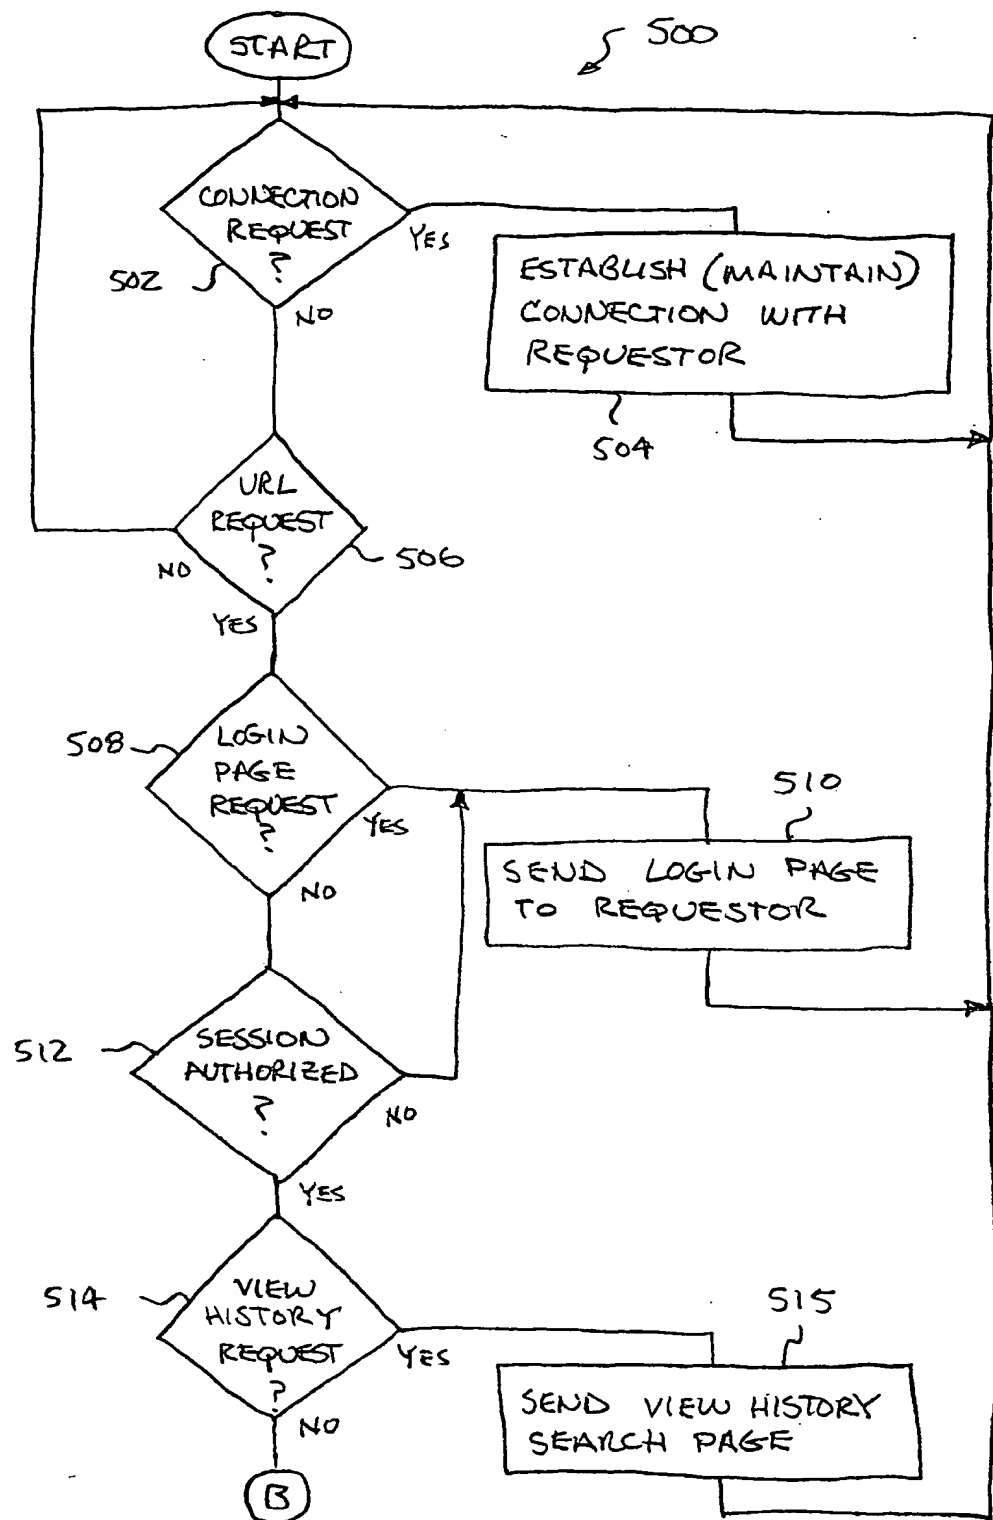 START
500
CONNECTION
REQUEST
?
YES
502
NO
ESTABLISH (MAINTAIN)
CONNECTION WITH
REQUESTOR
504
URL
REQUEST
?
506
NO
YES
508
LOGIN
PAGE
REQUEST
?
YES
NO
510
SEND LOGIN PAGE
TO REQUESTOR
512
SESSION
AUTHORIZED
?
NO
YES
514
VIEW
HISTORY
REQUEST
?
YES
NO
515
SEND VIEW HISTORY
SEARCH PAGE
B